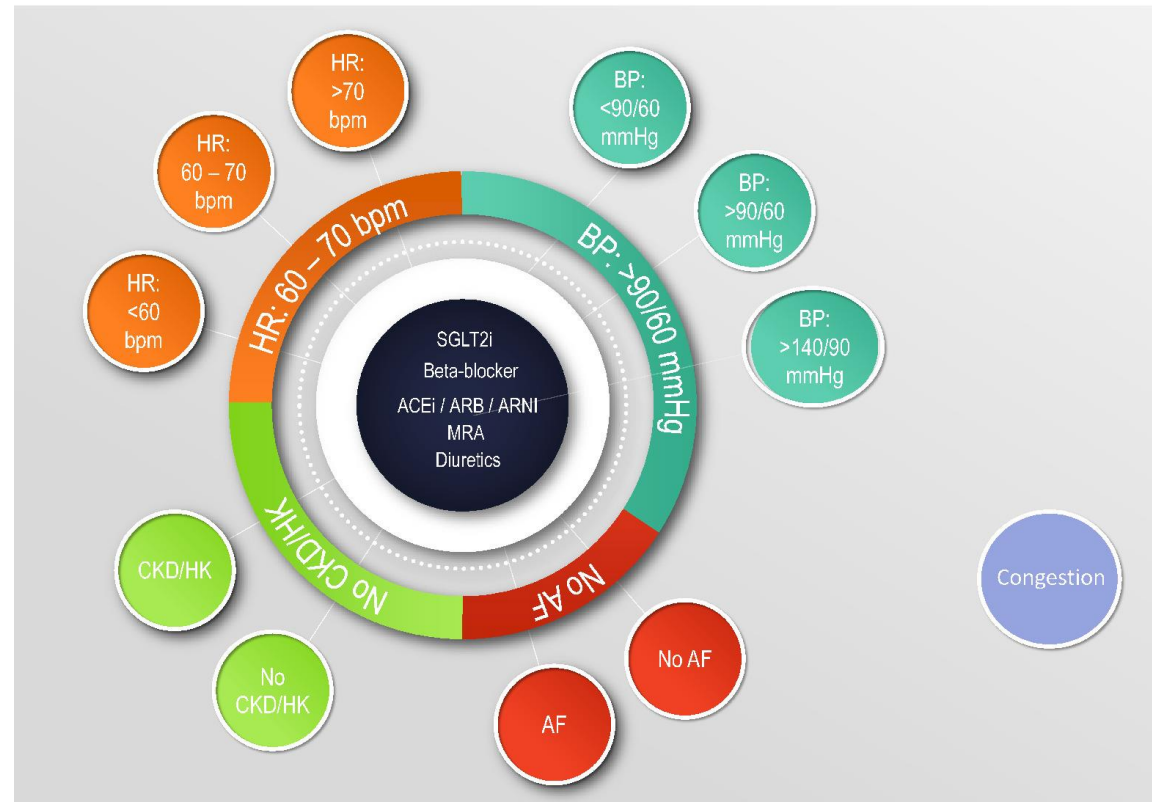 HR:
>70
bpm
BP:
<90/60
mmHg
HR:
60 – 70
bpm
BP:
>90/60
mmHg
HR:
<60
bpm
BP:
>140/90
mmHg
HR: 60 – 70 bpm
BP: >90/60 mmHg
SGLT2i
Beta-blocker
ACEi / ARB / ARNI
MRA
Diuretics
No CKD/HK
No AF
CKD/HK
No
CKD/HK
AF
No AF
Congestion